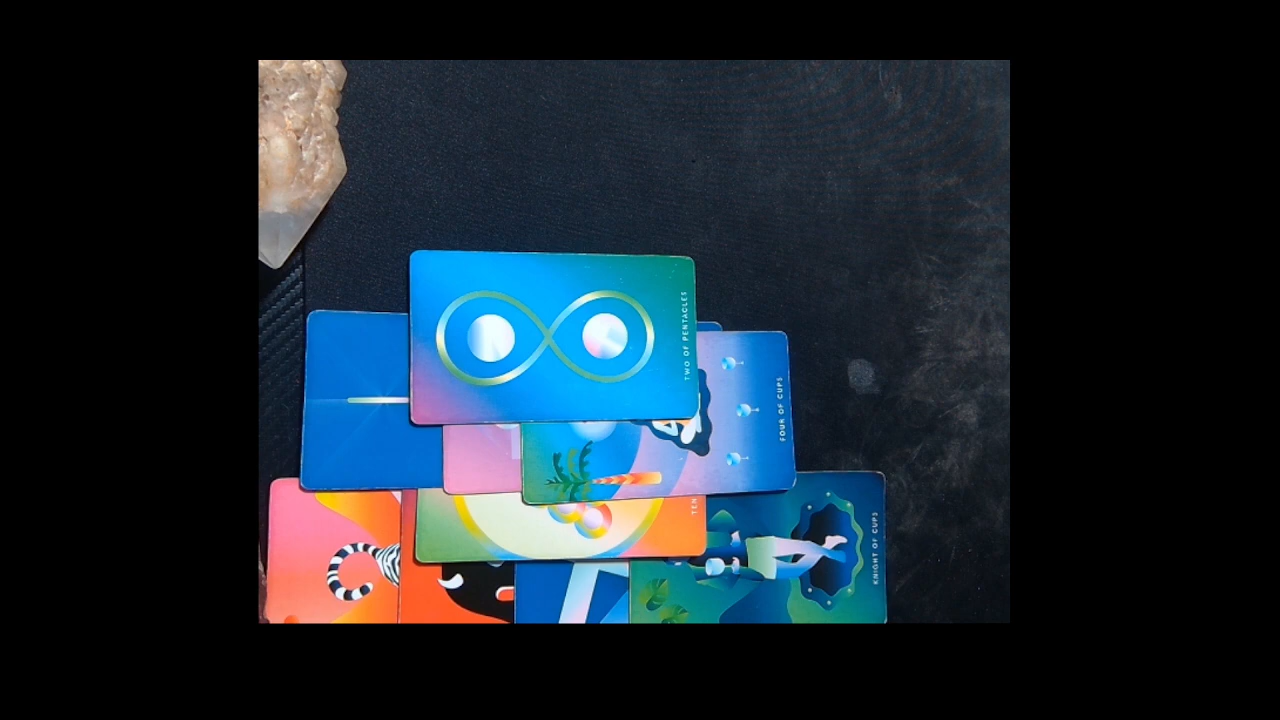 TWO OF PENTACLES
FOUR OF CUPS
TEN
KNIGHT OF CUPS